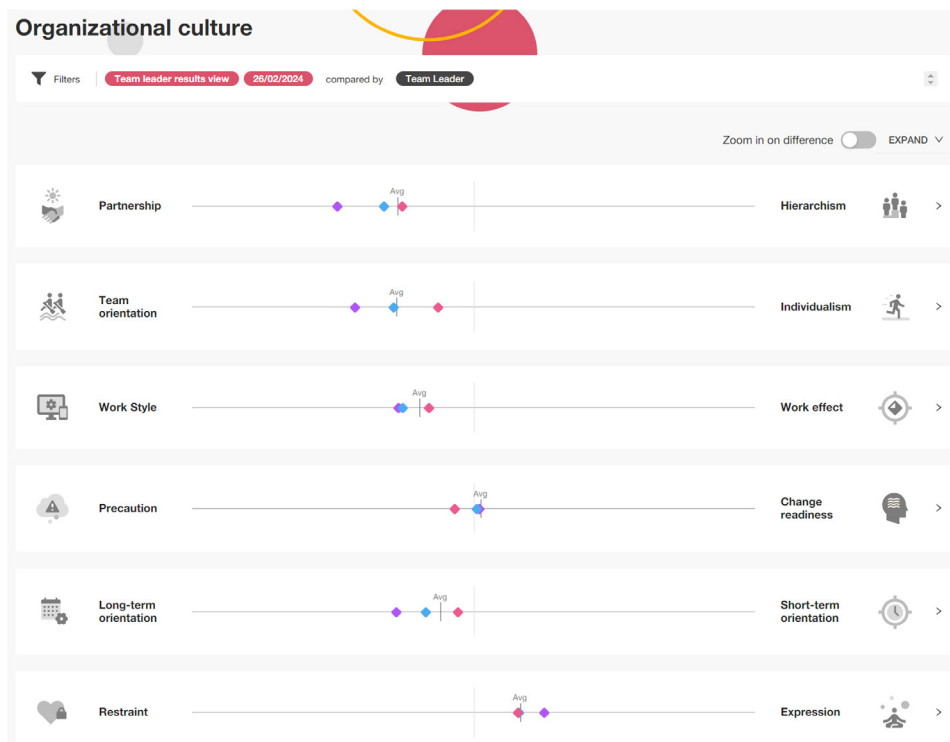 Organizational culture
Filters Team leader results view 26/02/2024 compared by Team Leader
Zoom in on difference EXPAND
Avg
Partnership Hierarchism
Avg
Team
orientation
Individualism
Avg
Work Style Work effect
Avg
Precaution
Change
readiness
Avg
Long-term
orientation
Short-term
orientation
Avg
Restraint Expression